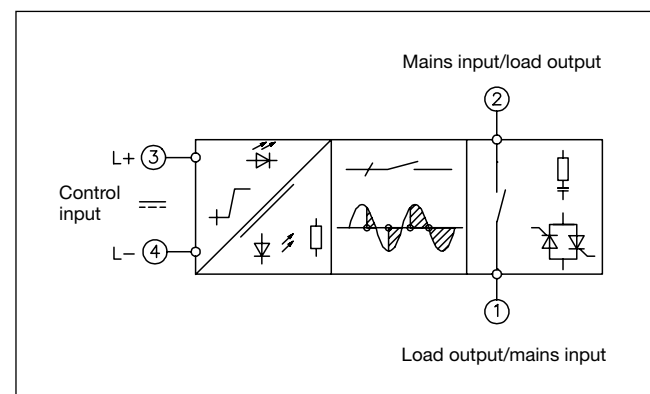 Mains input/load output
2
L+ 3
Control
input
L– 4
1
Load output/mains input